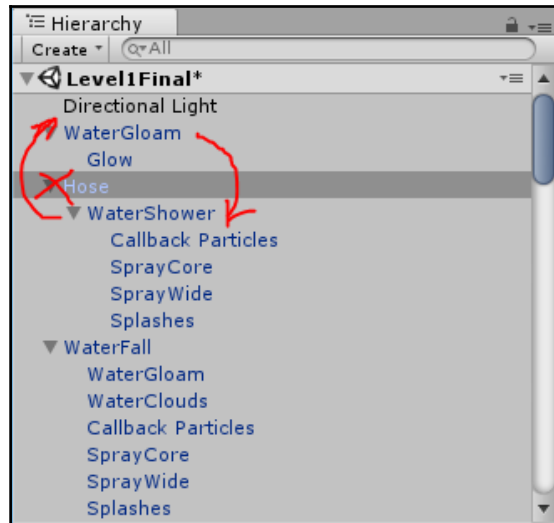 Hierarchy
Create All
Level1Final*
Directional Light
WaterGloam
Glow
Hose
WaterShower
Callback Particles
SprayCore
SprayWide
Splashes
WaterFall
WaterGloam
WaterClouds
Callback Particles
SprayCore
SprayWide
Splashes